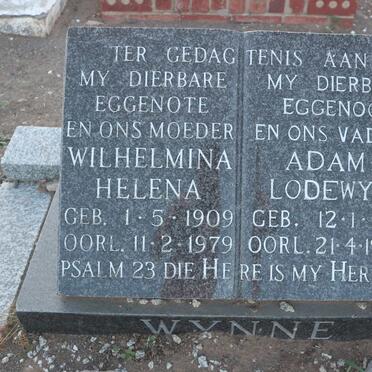 TER GEDAGTENIS AAN
MY DIERBARE
EGGENOTE
EN ONS MOEDER
WILHELMINA
HELENA
GEB. 1-5-1909
OORL. 11-2-1979
MY DIERB
EGGENOO
EN ONS VAD
ADAM
LODEWY
GEB. 12-1-
OORL. 21-4-1
PSALM 23 DIE HERE IS MY HER
WYNNE